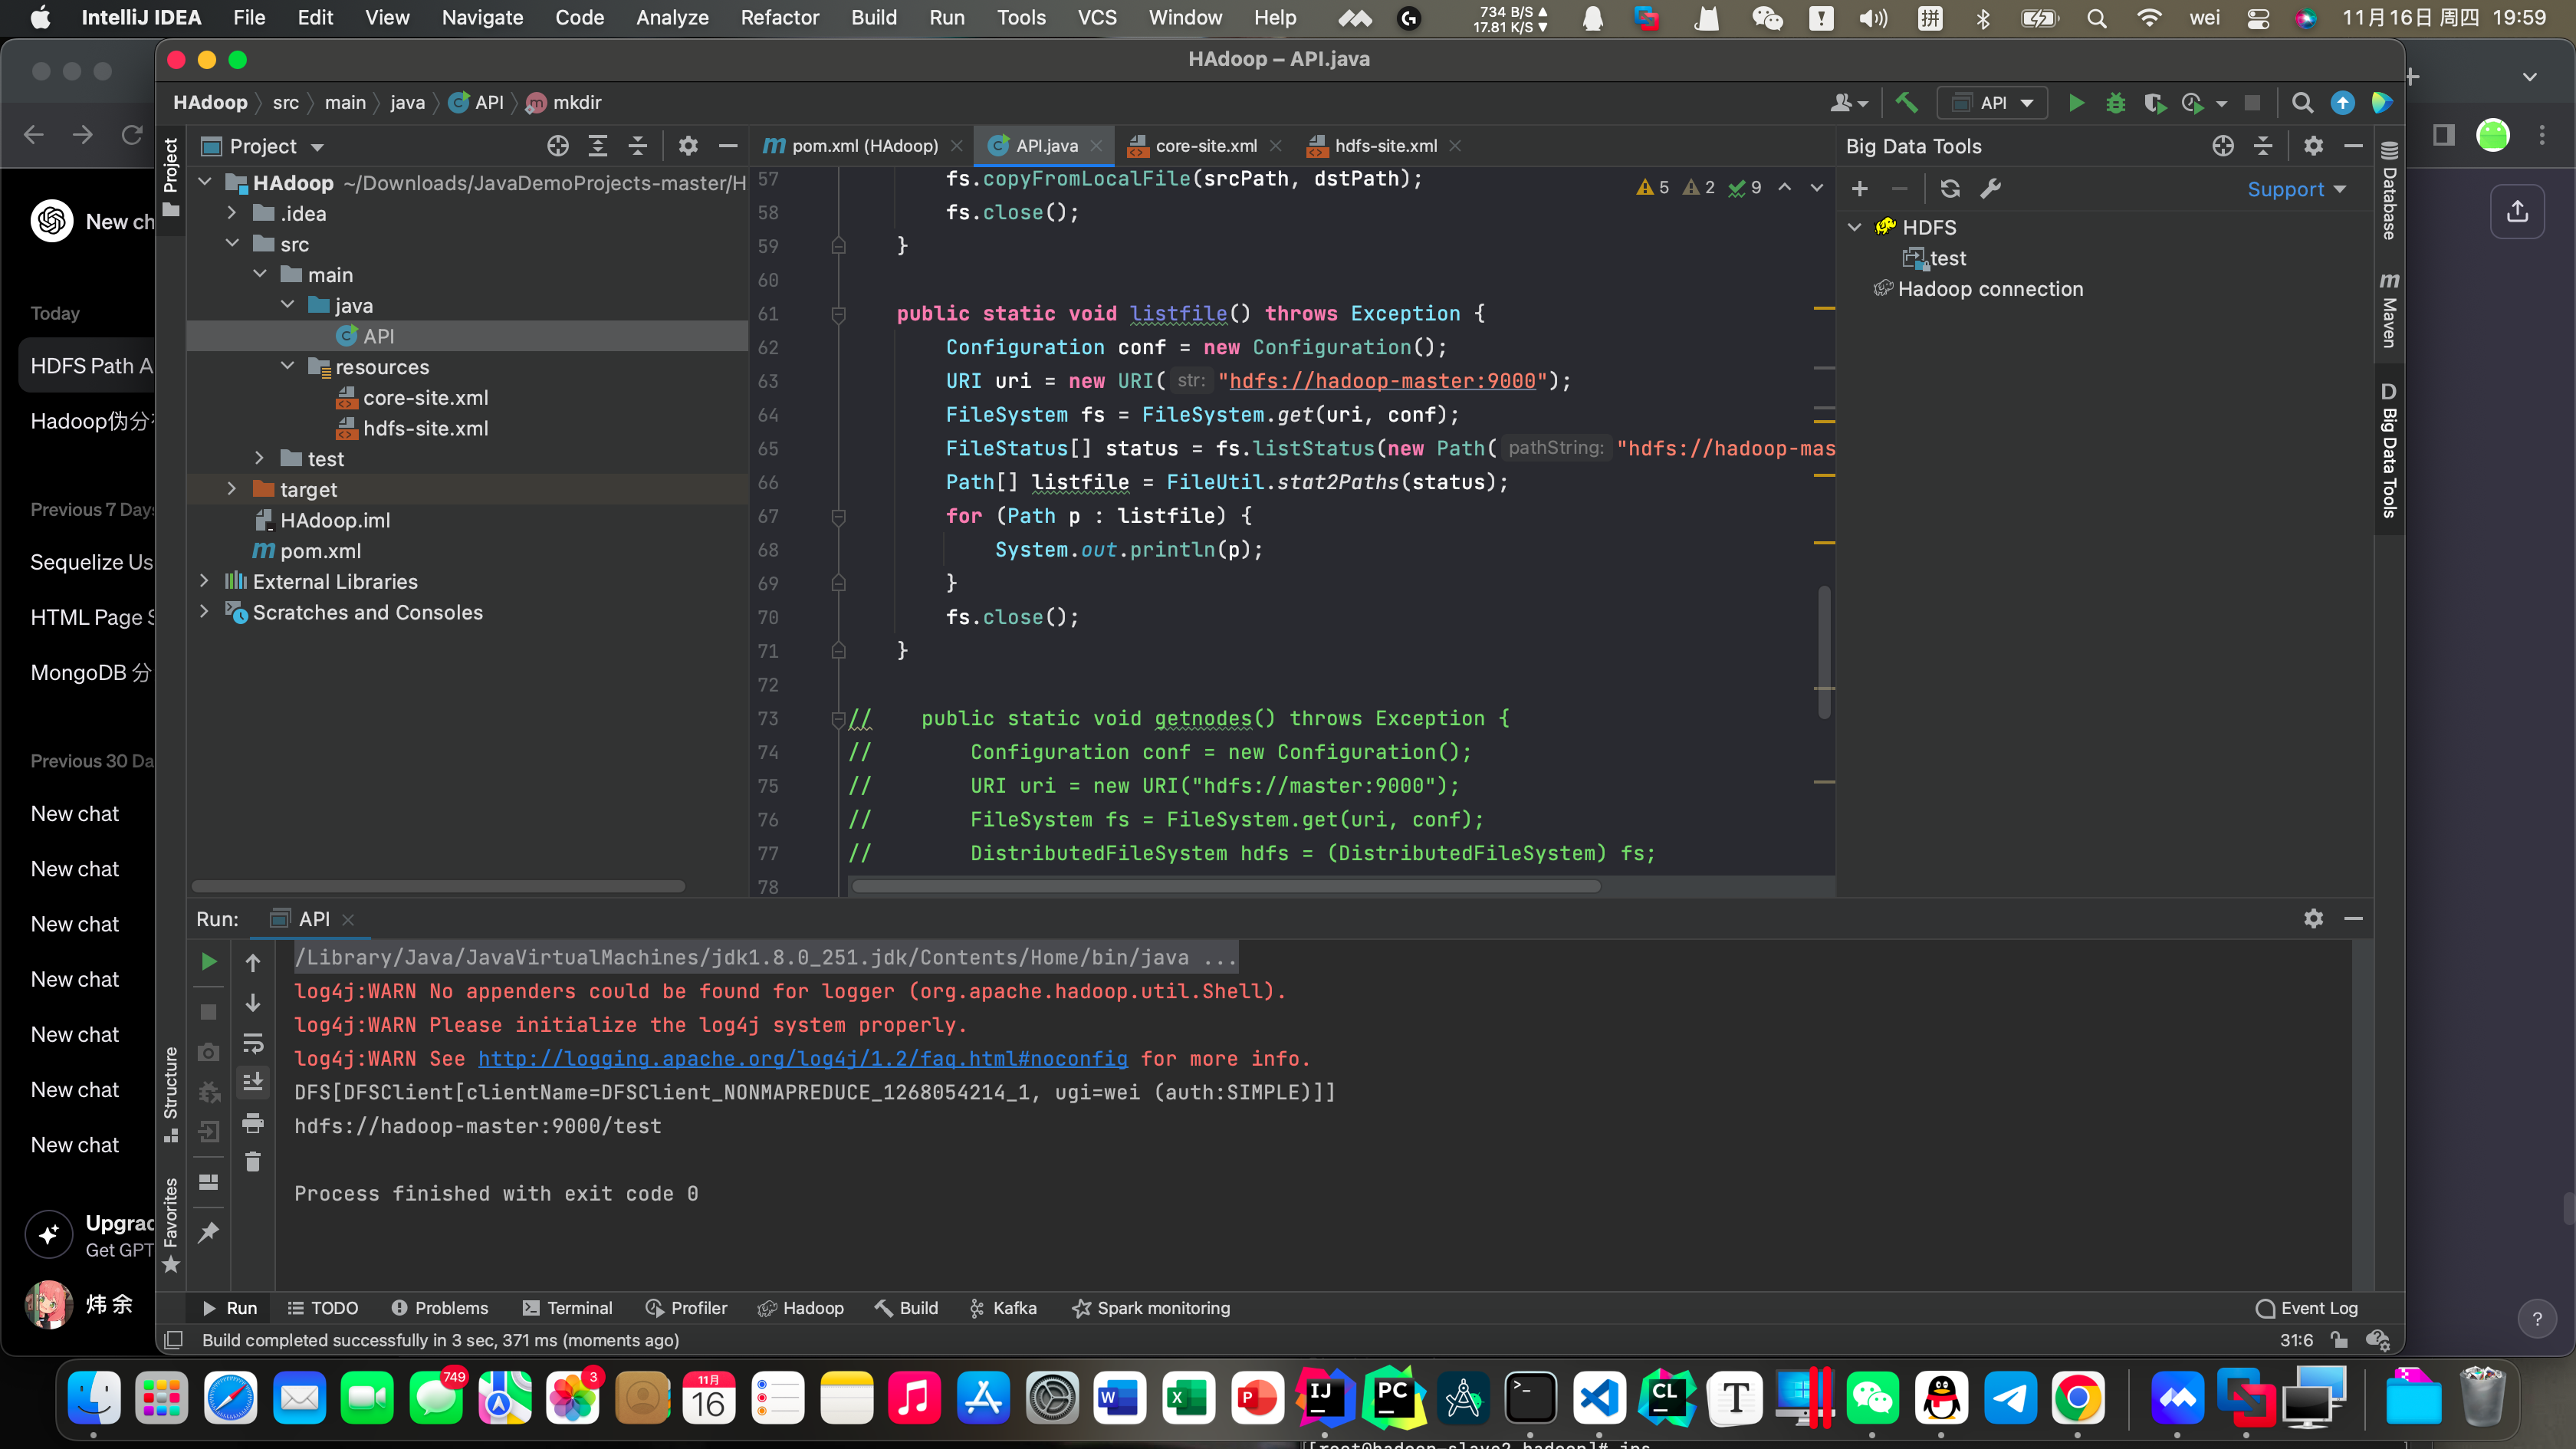 IntelliJ IDEA File Edit View Navigate Code Analyze Refactor Build Run Tools VCS Window Help 734 B/S 17.81 K/S 拼 wei 11月16日 周四 19:59
HAdoop – API.java
HAdoop src main java API mkdir
API
Project
pom.xml (HAdoop) API.java core-site.xml hdfs-site.xml
Big Data Tools
Support
HDFS
test
Hadoop connection
Project
HAdoop ~/Downloads/JavaDemoProjects-master/H
.idea
src
main
java
API
resources
core-site.xml
hdfs-site.xml
test
target
HAdoop.iml
pom.xml
External Libraries
Scratches and Consoles
5 2 9
57 fs.copyFromLocalFile(srcPath, dstPath);
58 fs.close();
59 }
60
61 public static void listfile() throws Exception {
62 Configuration conf = new Configuration();
63 URI uri = new URI( str: "hdfs://hadoop-master:9000");
64 FileSystem fs = FileSystem.get(uri, conf);
65 FileStatus[] status = fs.listStatus(new Path( pathString: "hdfs://hadoop-mas
66 Path[] listfile = FileUtil.stat2Paths(status);
67 for (Path p : listfile) {
68 System.out.println(p);
69 }
70 fs.close();
71 }
72
73 // public static void getnodes() throws Exception {
74 // Configuration conf = new Configuration();
75 // URI uri = new URI("hdfs://master:9000");
76 // FileSystem fs = FileSystem.get(uri, conf);
77 // DistributedFileSystem hdfs = (DistributedFileSystem) fs;
78
Database
Maven
Big Data Tools
New ch
Today
HDFS Path A
Hadoop伪分
Previous 7 Days
Sequelize Us
HTML Page S
MongoDB 分
Previous 30 Da
New chat
New chat
New chat
New chat
New chat
New chat
New chat
Upgrad
Get GPT
炜 余
Structure
Favorites
Run: API
/Library/Java/JavaVirtualMachines/jdk1.8.0_251.jdk/Contents/Home/bin/java ...
log4j:WARN No appenders could be found for logger (org.apache.hadoop.util.Shell).
log4j:WARN Please initialize the log4j system properly.
log4j:WARN See http://logging.apache.org/log4j/1.2/faq.html#noconfig for more info.
DFS[DFSClient[clientName=DFSClient_NONMAPREDUCE_1268054214_1, ugi=wei (auth:SIMPLE)]]
hdfs://hadoop-master:9000/test
Process finished with exit code 0
Run TODO Problems Terminal Profiler Hadoop Build Kafka Spark monitoring Event Log
Build completed successfully in 3 sec, 371 ms (moments ago) 31:6
749 3 11月 16 W X P IJ PC CL T
[root@hadoop-slave2 hadoop]# jps